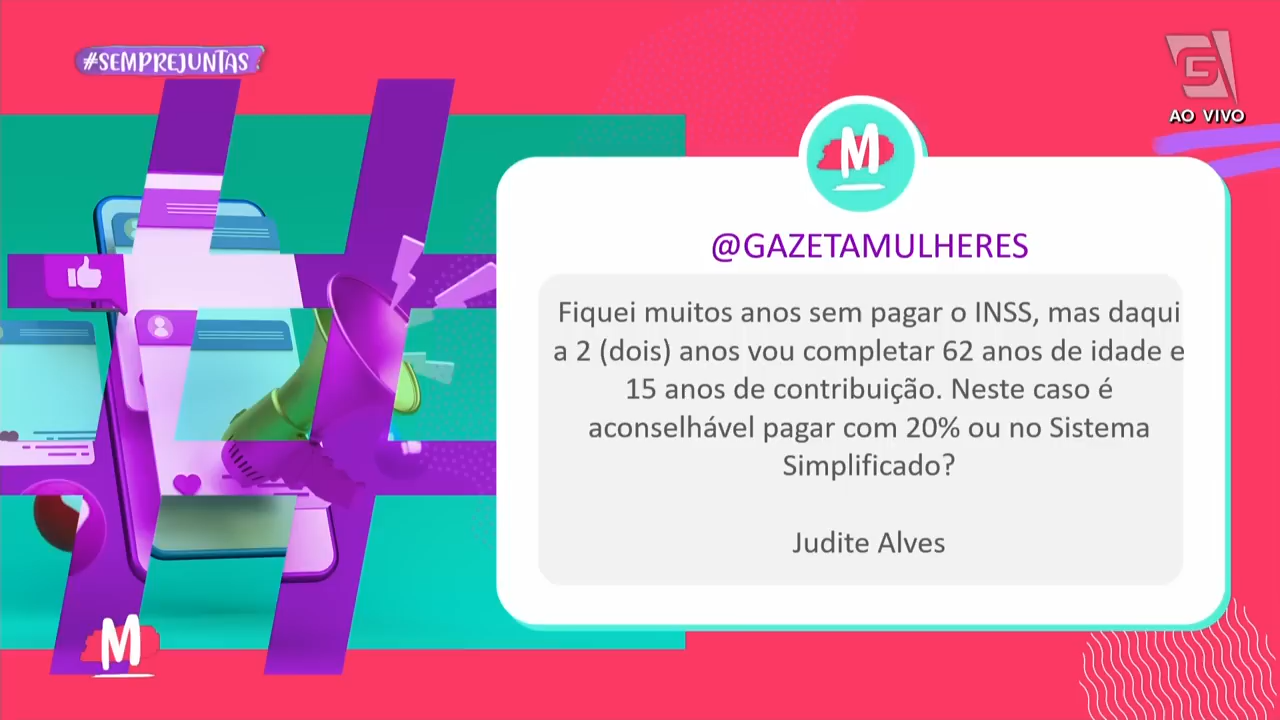 #SEMPREJUNTAS
G
AO VIVO
M
@GAZETAMULHERES
Fiquei muitos anos sem pagar o INSS, mas daqui
a 2 (dois) anos vou completar 62 anos de idade e
15 anos de contribuição. Neste caso é
aconselhável pagar com 20% ou no Sistema
Simplificado?
Judite Alves
M